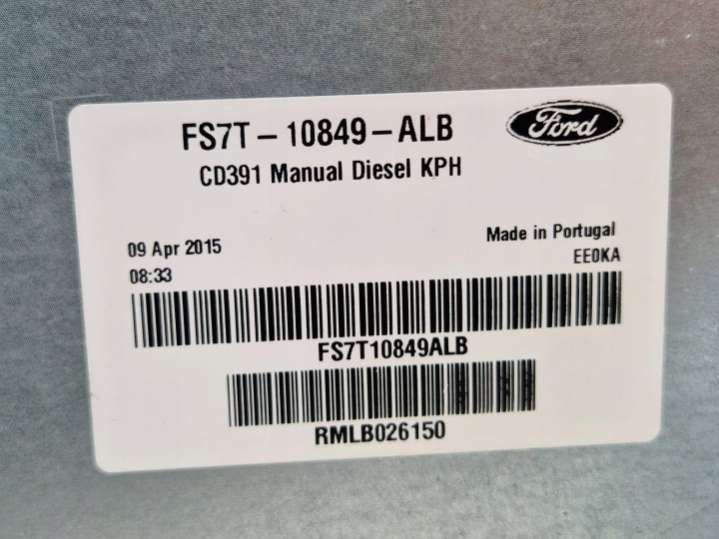 FS7T-10849-ALB
Ford
CD391 Manual Diesel KPH
09 Apr 2015
Made in Portugal
08:33
EE0KA
FS7T10849ALB
RMLB026150